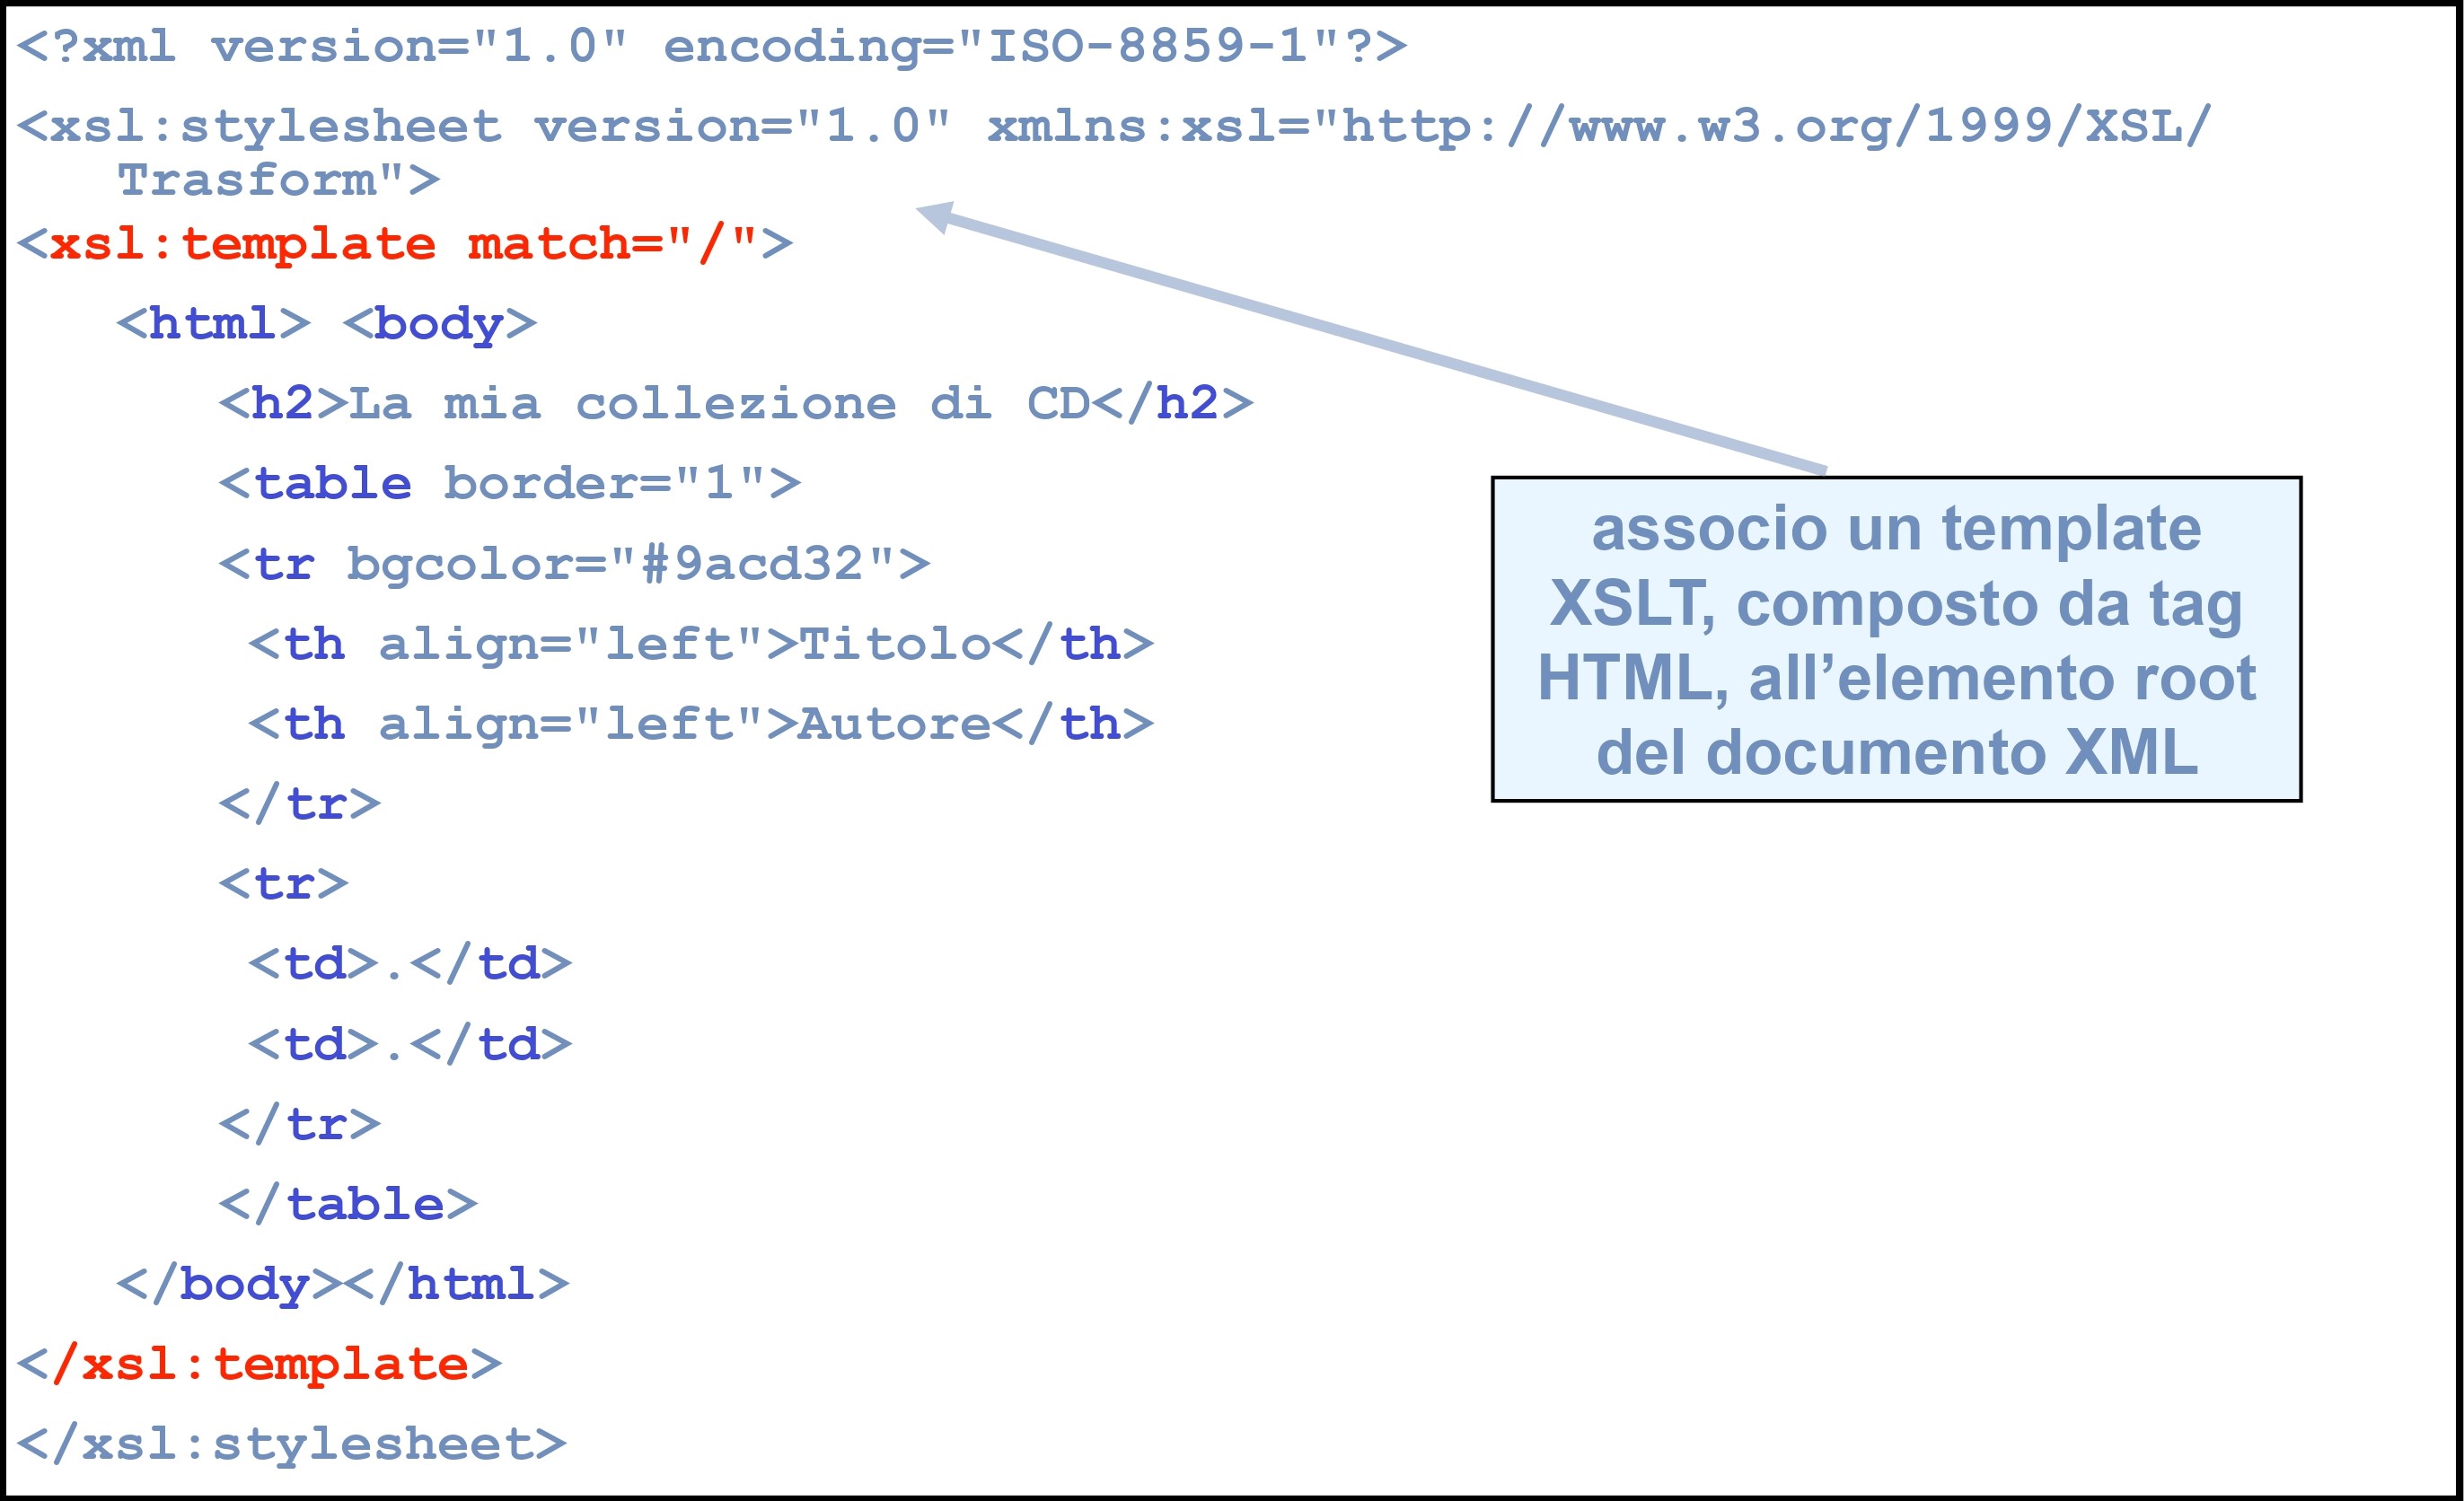 <?xml version="1.0" encoding="ISO-8859-1"?>
<xsl:stylesheet version="1.0" xmlns:xsl="http://www.w3.org/1999/XSL/
Trasform">
<xsl:template match="/">
<html> <body>
<h2>La mia collezione di CD</h2>
<table border="1">
<tr bgcolor="#9acd32">
<th align="left">Titolo</th>
<th align="left">Autore</th>
</tr>
<tr>
<td>.</td>
<td>.</td>
</tr>
</table>
</body></html>
</xsl:template>
</xsl:stylesheet>
associo un template
XSLT, composto da tag
HTML, all’elemento root
del documento XML